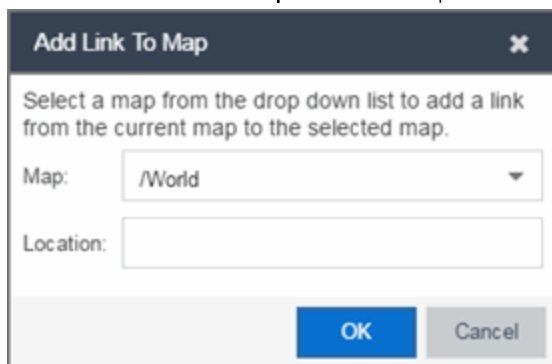 Add Link To Map
Select a map from the drop down list to add a link
from the current map to the selected map.
Map: /World
Location:
OK Cancel